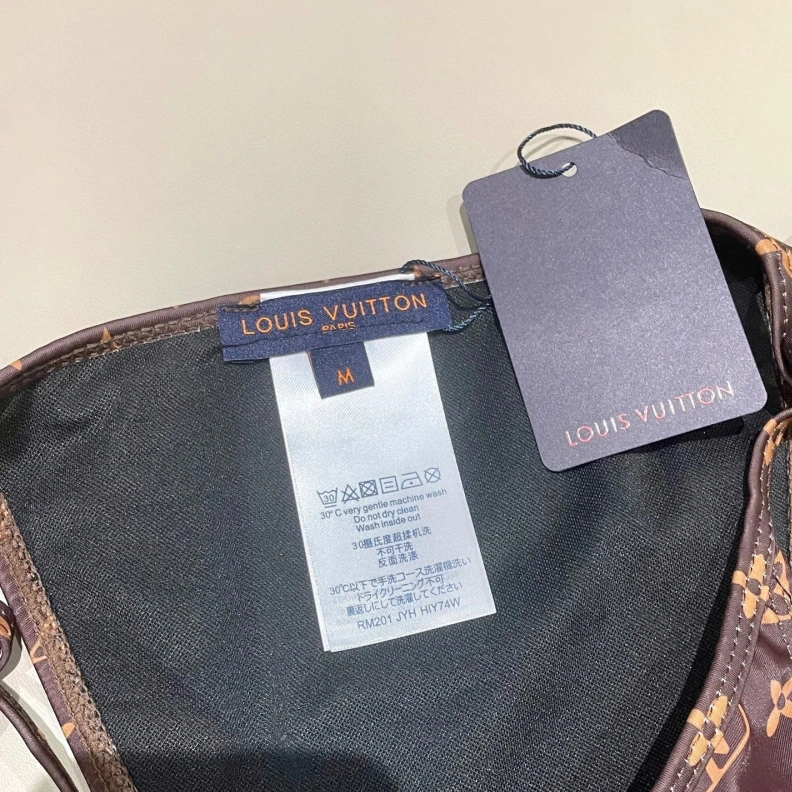 LOUIS VUITTON
PARIS
M
LOUIS VUITTON
30
30°C very gentle machine wash
Do not dry clean
Wash inside out
30摄氏度超揉机洗
不可干洗
反面洗涤
30℃以下で手洗コース洗濯機洗い
ドライクリーニング不可
裏返しにして洗濯してください
RM201 JYH HIY74W